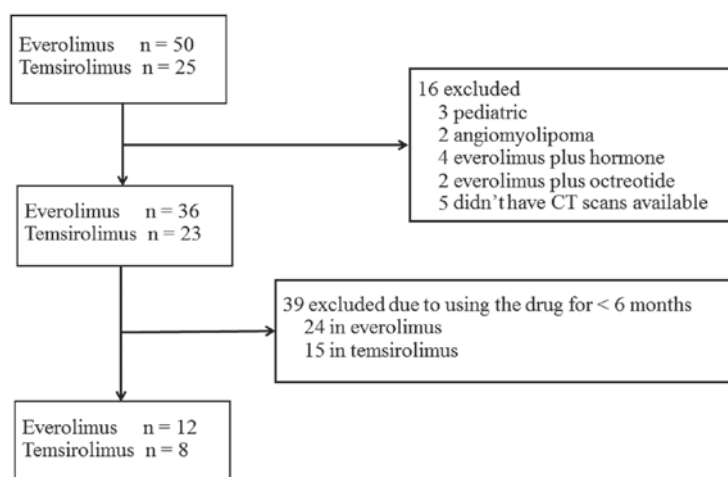 Everolimus n = 50
Temsirolimus n = 25
16 excluded
3 pediatric
2 angiomyolipoma
4 everolimus plus hormone
2 everolimus plus octreotide
5 didn't have CT scans available
Everolimus n = 36
Temsirolimus n = 23
39 excluded due to using the drug for < 6 months
24 in everolimus
15 in temsirolimus
Everolimus n = 12
Temsirolimus n = 8